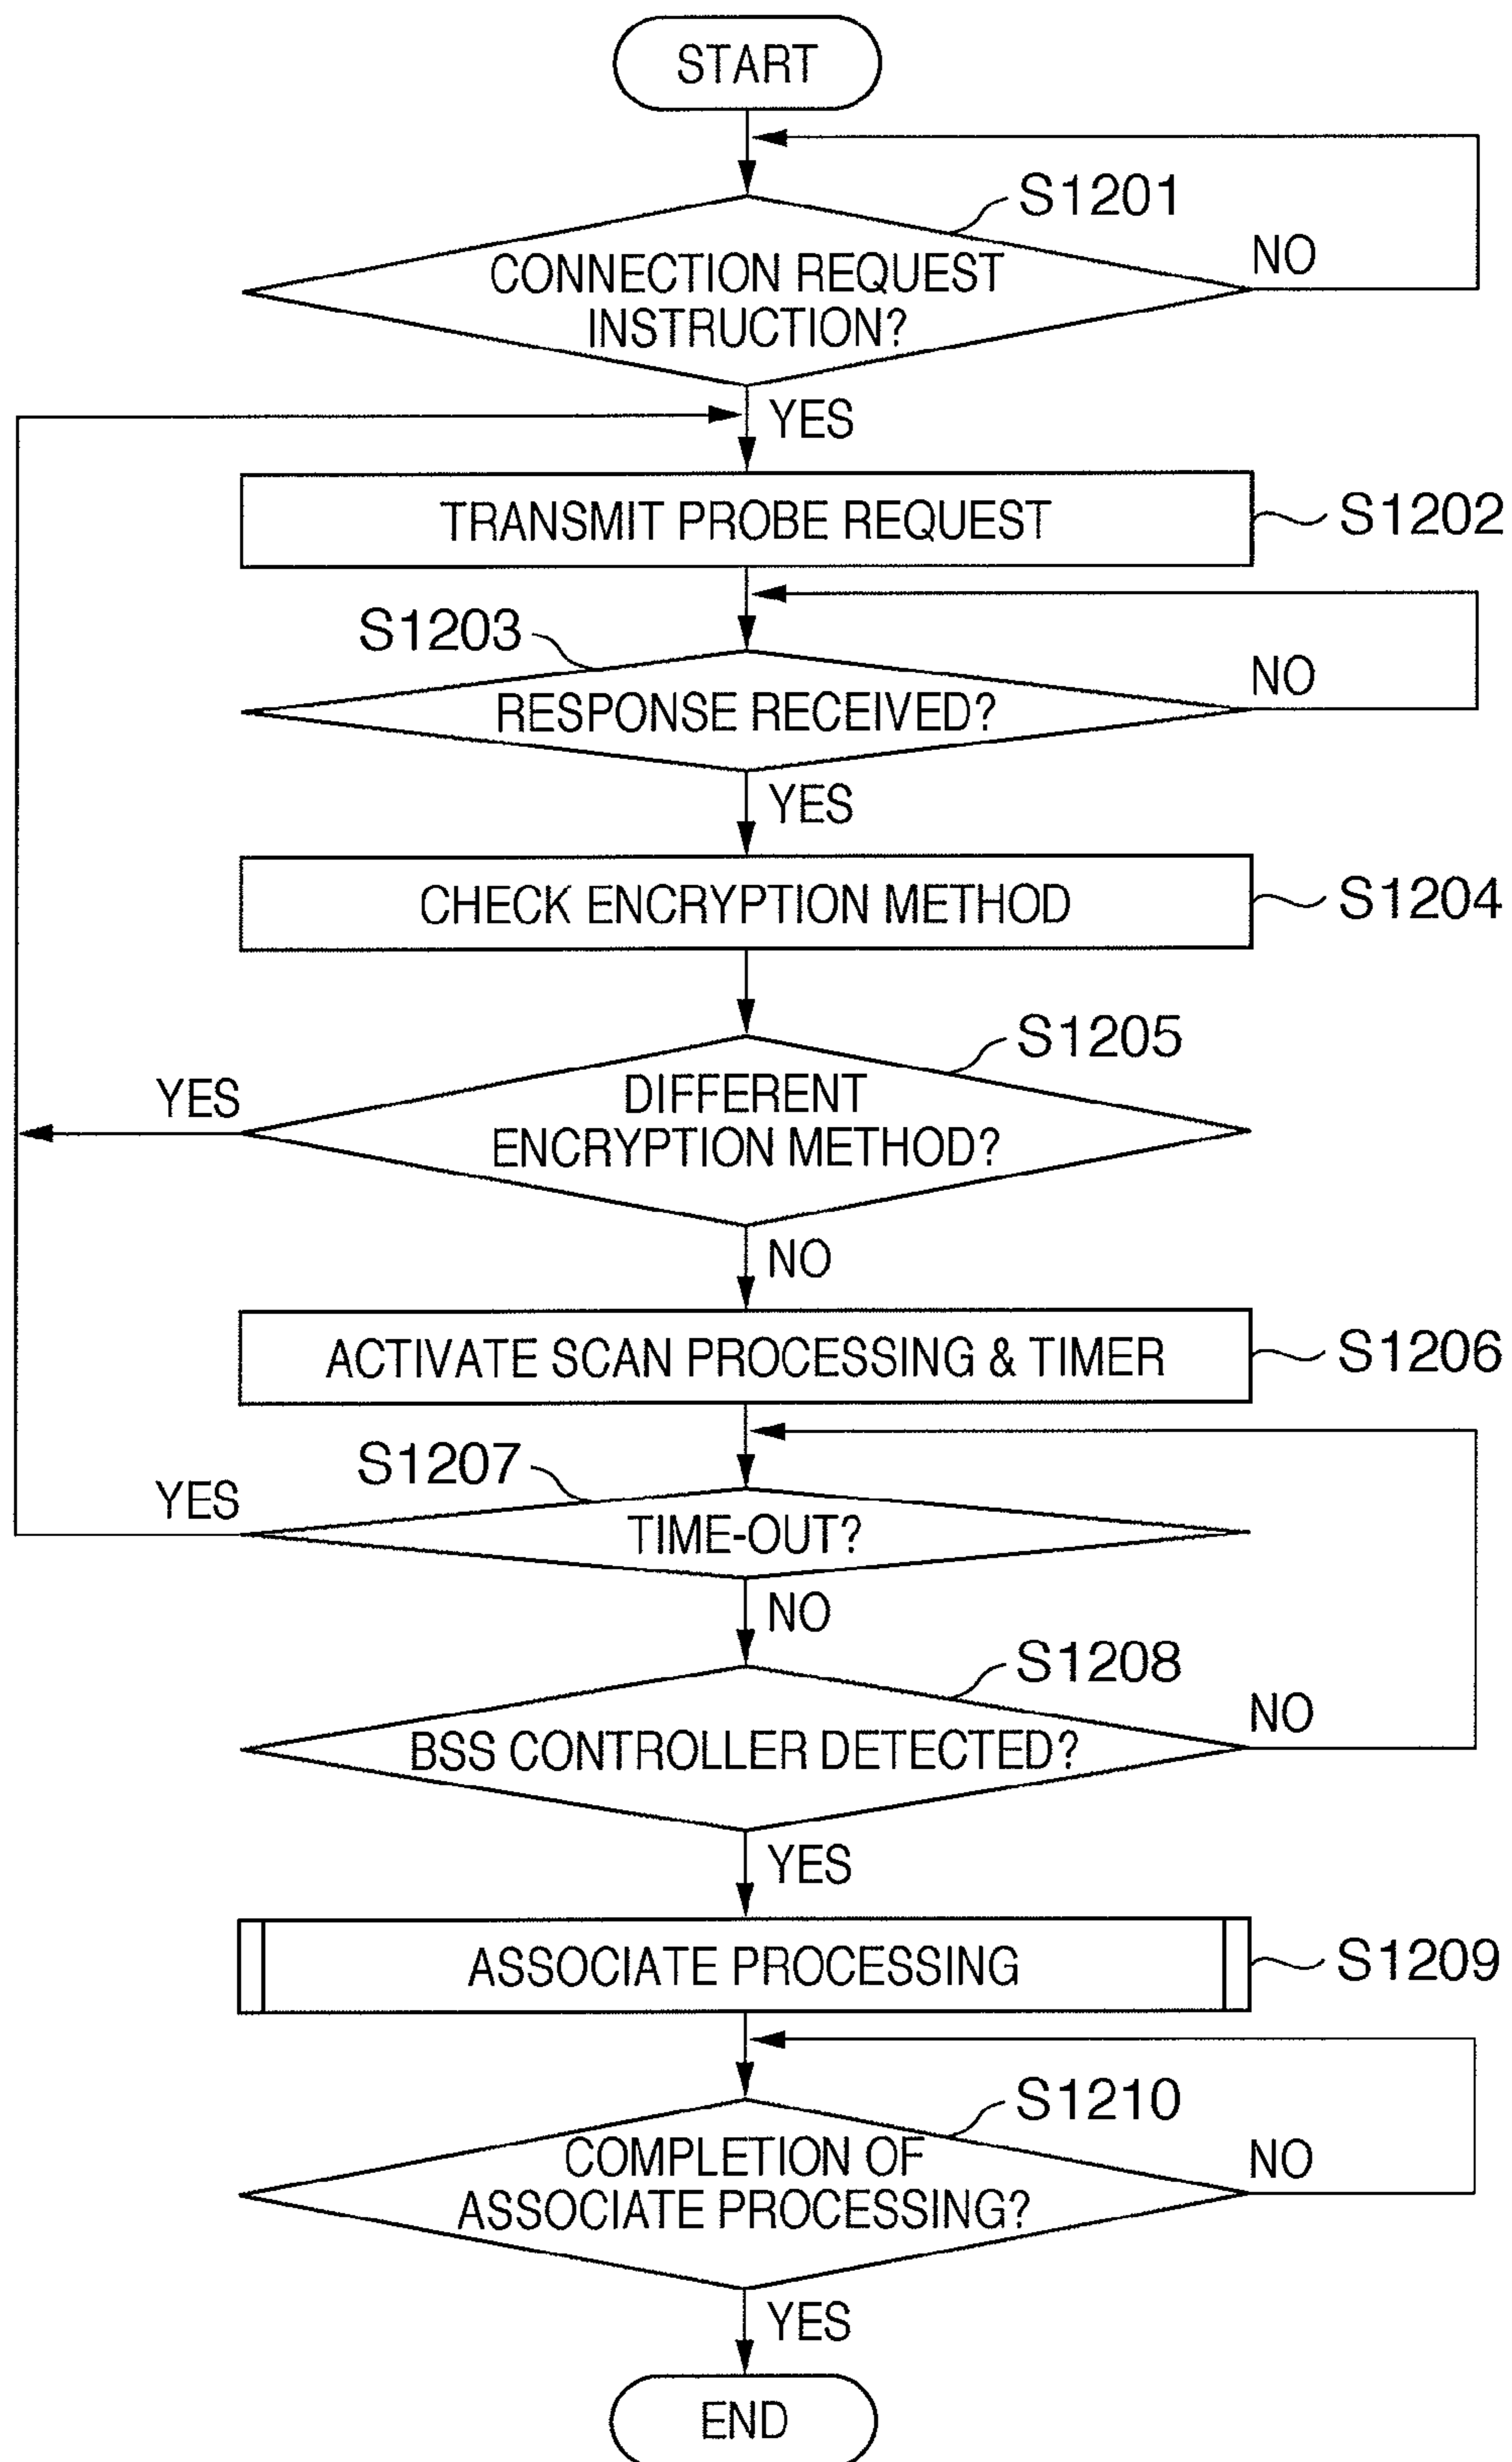 START
S1201
CONNECTION REQUEST
INSTRUCTION?
NO
YES
TRANSMIT PROBE REQUEST
S1202
S1203
RESPONSE RECEIVED?
NO
YES
CHECK ENCRYPTION METHOD
S1204
S1205
DIFFERENT
ENCRYPTION METHOD?
YES
NO
ACTIVATE SCAN PROCESSING & TIMER
S1206
S1207
TIME-OUT?
YES
NO
S1208
BSS CONTROLLER DETECTED?
NO
YES
ASSOCIATE PROCESSING
S1209
S1210
COMPLETION OF
ASSOCIATE PROCESSING?
NO
YES
END